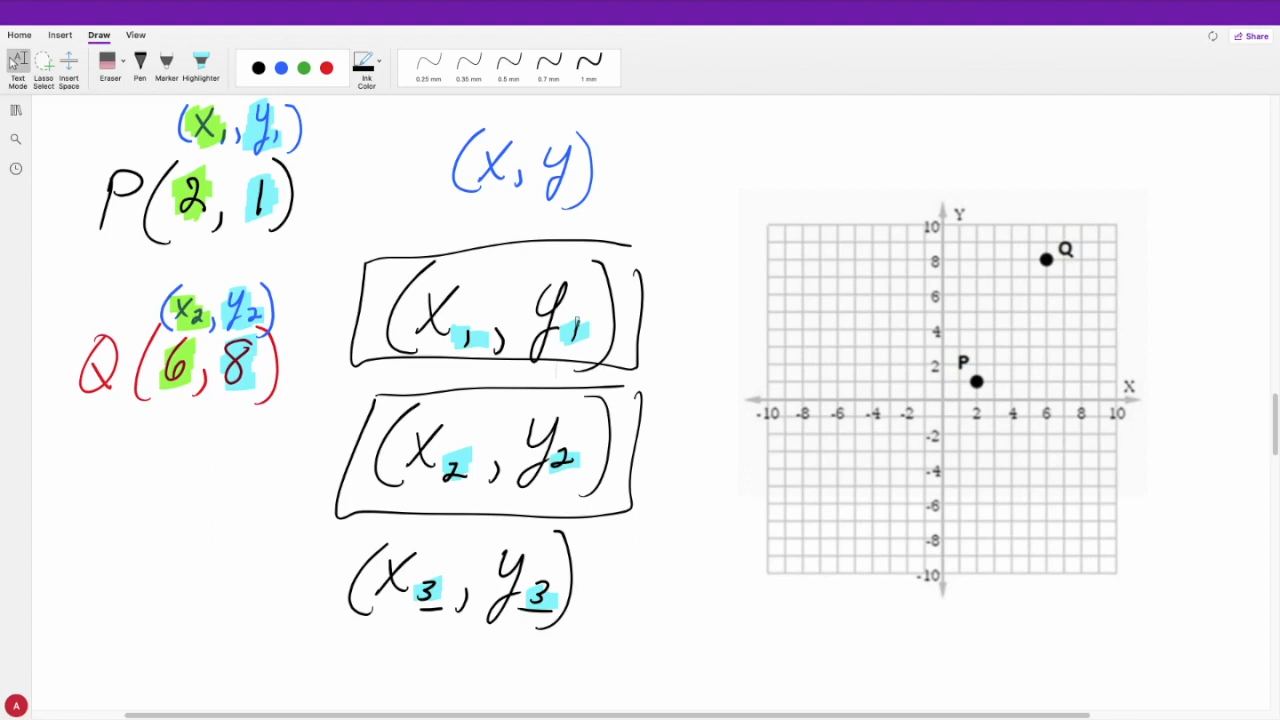 Home Insert Draw View
Share
Text Mode
Lasso Select
Insert Space
Eraser
Pen
Marker
Highlighter
0.25 mm
0.35 mm
0.5 mm
0.7 mm
1 mm
Ink Color
(x₁, y₁)
P(2, 1)
(x₂, y₂)
Q(6, 8)
(x, y)
(x₁, y₁)
(x₂, y₂)
(x₃, y₃)
Y
10
Q
8
6
4
P
2
X
-10 -8 -6 -4 -2 2 4 6 8 10
-2
-4
-6
-8
-10
A